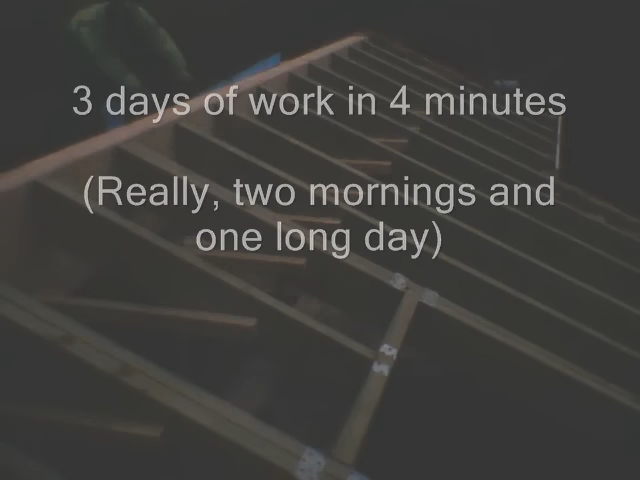 3 days of work in 4 minutes
(Really, two mornings and
one long day)